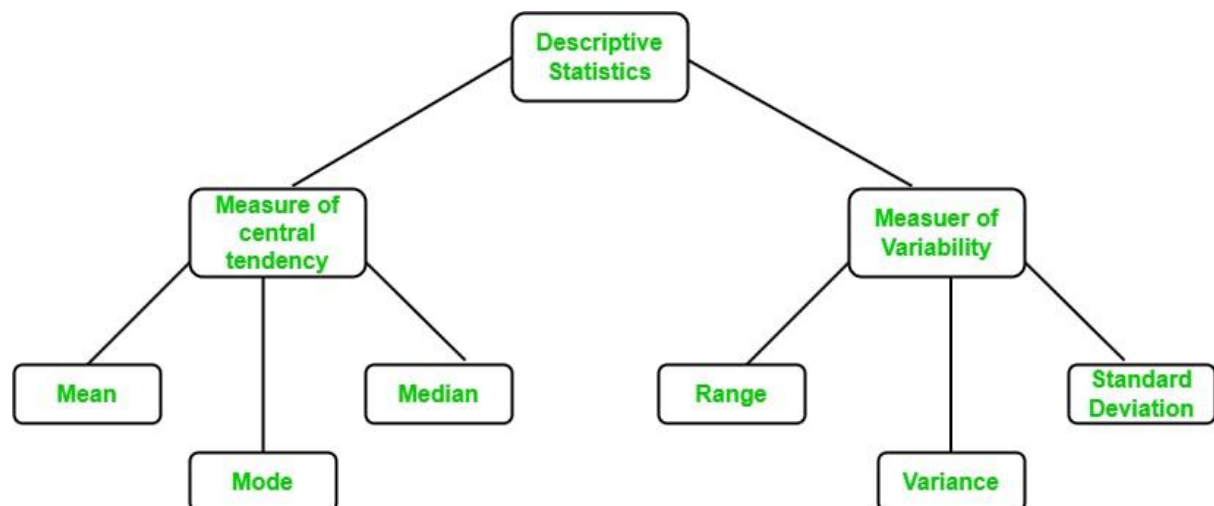 Descriptive
Statistics
Measure of
central
tendency
Measuer of
Variability
Mean
Median
Range
Standard
Deviation
Mode
Variance